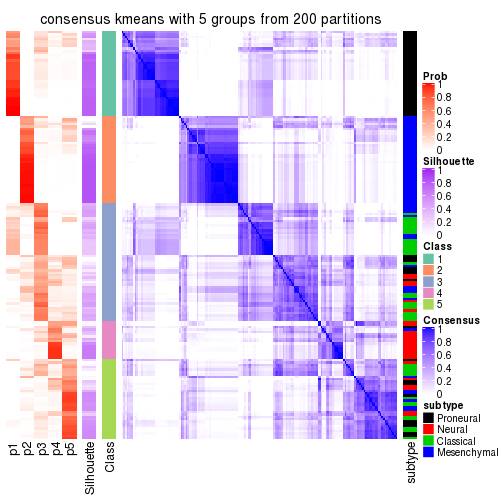 consensus kmeans with 5 groups from 200 partitions
p1
p2
p3
p4
p5
Silhouette
Class
subtype
Prob
1
0.8
0.6
0.4
0.2
0
Silhouette
1
0.8
0.6
0.4
0.2
0
Class
1
2
3
4
5
Consensus
1
0.8
0.6
0.4
0.2
0
subtype
Proneural
Neural
Classical
Mesenchymal